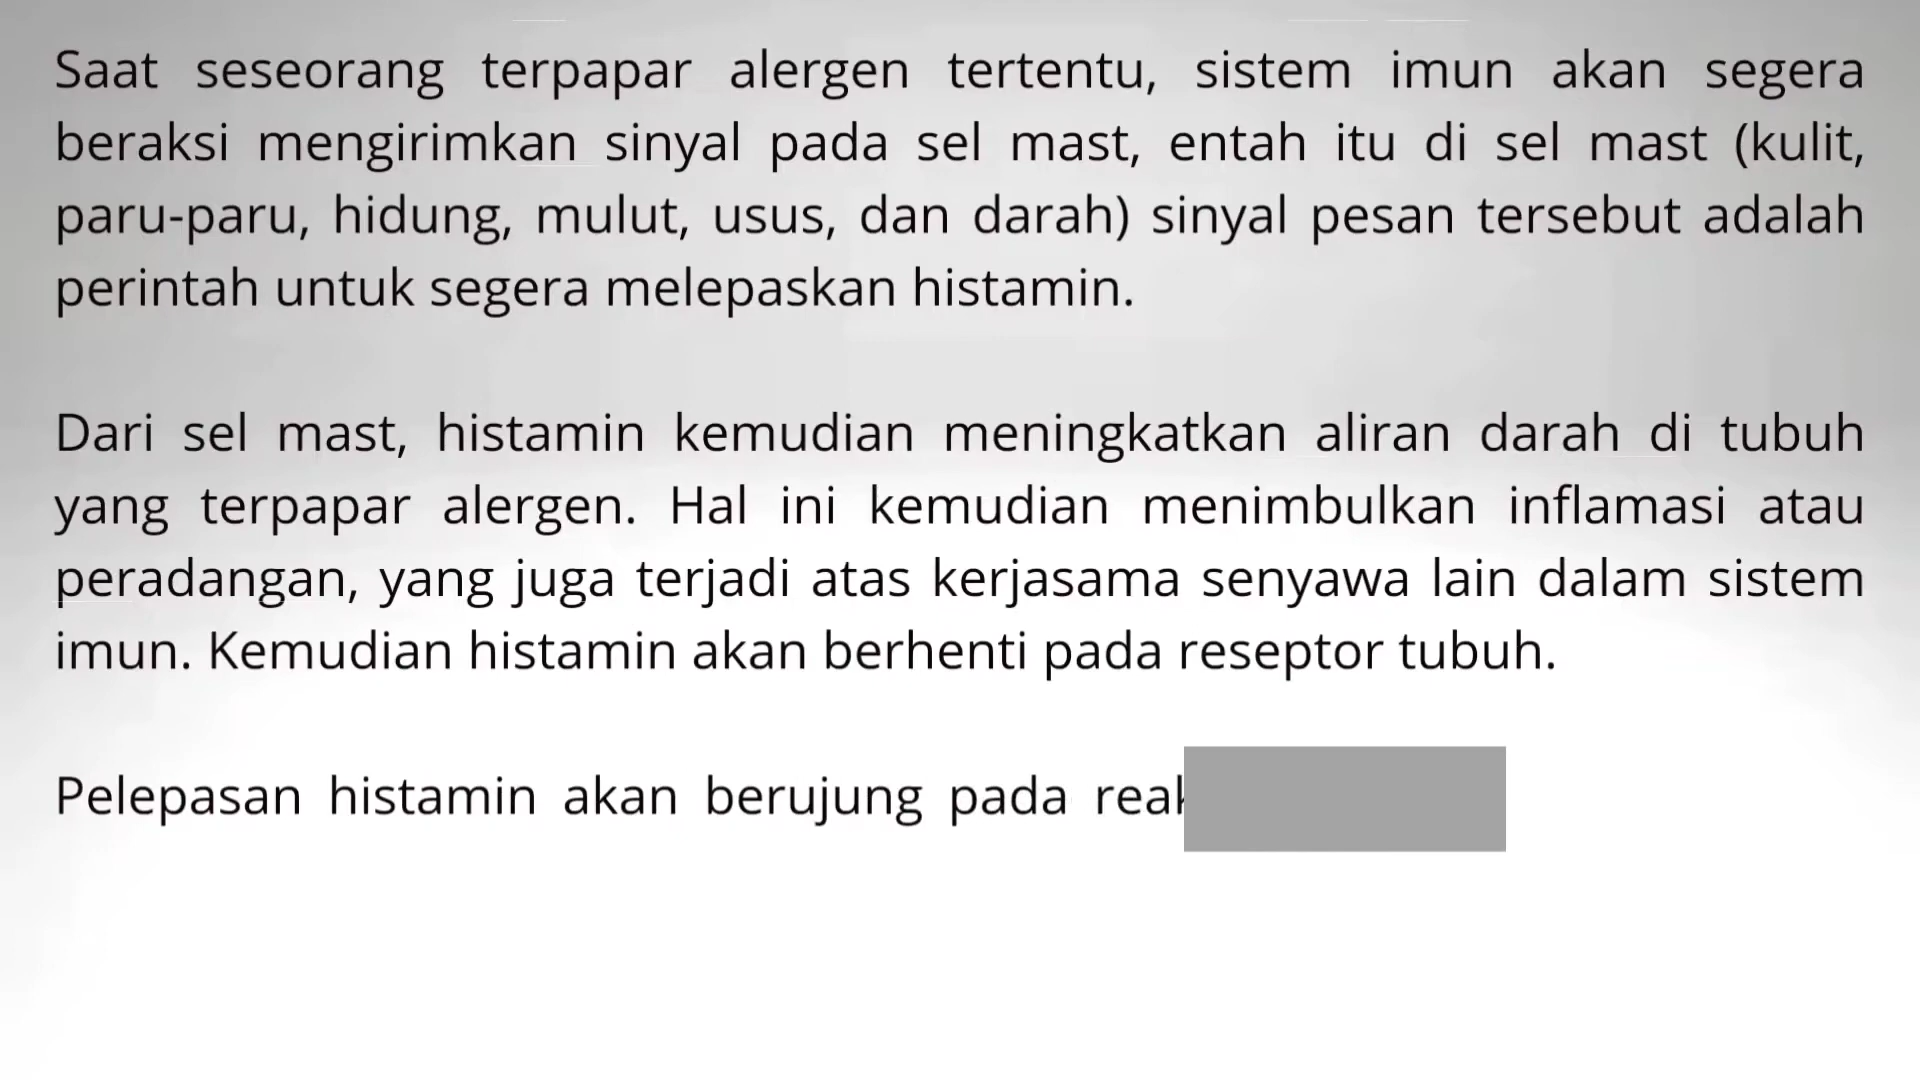 Saat seseorang terpapar alergen tertentu, sistem imun akan segera
beraksi mengirimkan sinyal pada sel mast, entah itu di sel mast (kulit,
paru-paru, hidung, mulut, usus, dan darah) sinyal pesan tersebut adalah
perintah untuk segera melepaskan histamin.
Dari sel mast, histamin kemudian meningkatkan aliran darah di tubuh
yang terpapar alergen. Hal ini kemudian menimbulkan inflamasi atau
peradangan, yang juga terjadi atas kerjasama senyawa lain dalam sistem
imun. Kemudian histamin akan berhenti pada reseptor tubuh.
Pelepasan histamin akan berujung pada